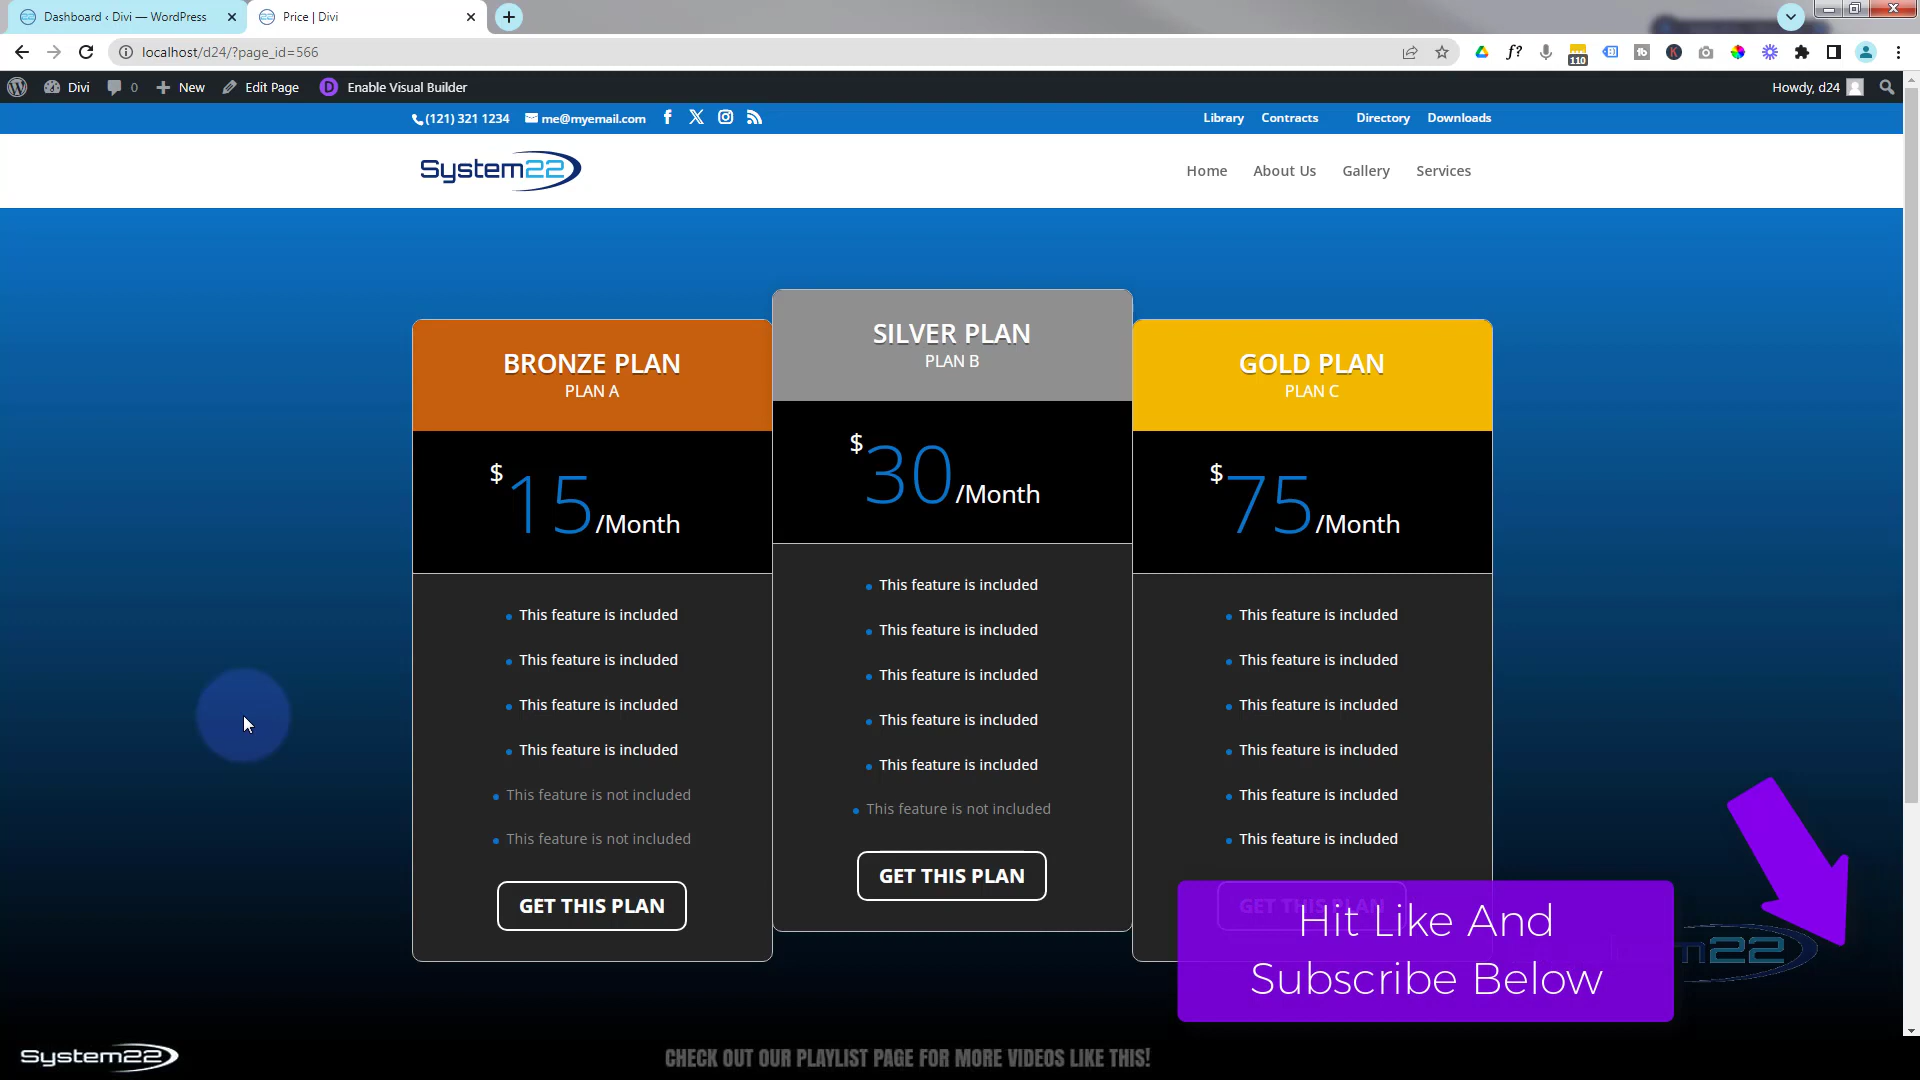 Dashboard ‹ Divi — WordPress
Price | Divi
localhost/d24/?page_id=566
f?
110
tb
K
Divi
0
New
Edit Page
D
Enable Visual Builder
Howdy, d24
(121) 321 1234
me@myemail.com
Library
Contracts
Directory
Downloads
System22
Home
About Us
Gallery
Services
BRONZE PLAN
PLAN A
$15/Month
This feature is included
This feature is included
This feature is included
This feature is included
This feature is not included
This feature is not included
GET THIS PLAN
SILVER PLAN
PLAN B
$30/Month
This feature is included
This feature is included
This feature is included
This feature is included
This feature is included
This feature is not included
GET THIS PLAN
GOLD PLAN
PLAN C
$75/Month
This feature is included
This feature is included
This feature is included
This feature is included
This feature is included
This feature is included
GET THIS PLAN
Hit Like And
Subscribe Below
m22
System22
CHECK OUT OUR PLAYLIST PAGE FOR MORE VIDEOS LIKE THIS!